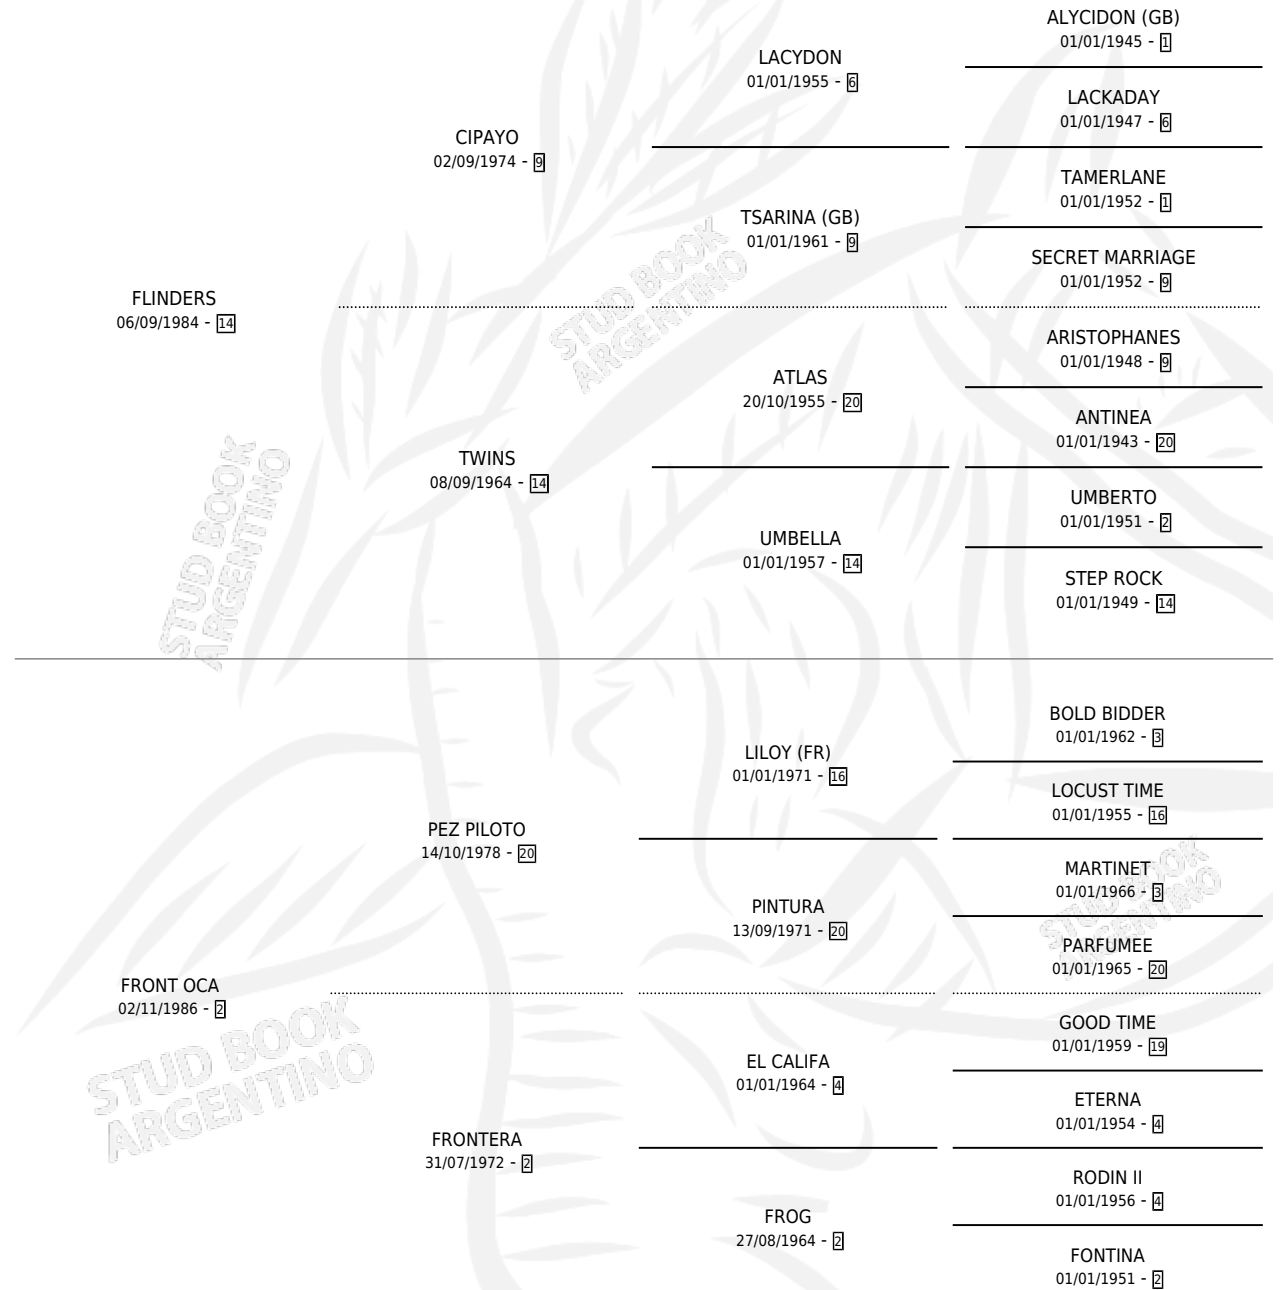 ALYCIDON (GB)
01/01/1945 - 1
LACYDON
01/01/1955 - 6
LACKADAY
01/01/1947 - 6
CIPAYO
02/09/1974 - 9
TAMERLANE
01/01/1952 - 1
TSARINA (GB)
01/01/1961 - 9
SECRET MARRIAGE
01/01/1952 - 9
FLINDERS
06/09/1984 - 14
ARISTOPHANES
01/01/1948 - 9
ATLAS
20/10/1955 - 20
ANTINEA
01/01/1943 - 20
TWINS
08/09/1964 - 14
UMBERTO
01/01/1951 - 2
UMBELLA
01/01/1957 - 14
STEP ROCK
01/01/1949 - 14
BOLD BIDDER
01/01/1962 - 3
LILOY (FR)
01/01/1971 - 16
LOCUST TIME
01/01/1955 - 16
PEZ PILOTO
14/10/1978 - 20
MARTINET
01/01/1966 - 3
PINTURA
13/09/1971 - 20
PARFUMEE
01/01/1965 - 20
FRONT OCA
02/11/1986 - 2
GOOD TIME
01/01/1959 - 19
EL CALIFA
01/01/1964 - 4
ETERNA
01/01/1954 - 4
FRONTERA
31/07/1972 - 2
RODIN II
01/01/1956 - 4
FROG
27/08/1964 - 2
FONTINA
01/01/1951 - 2
STUD BOOK
ARGENTINO
STUD BOOK
ARGENTINO
STUD BOOK
ARGENTINO
STUD BOOK
ARGENTINO